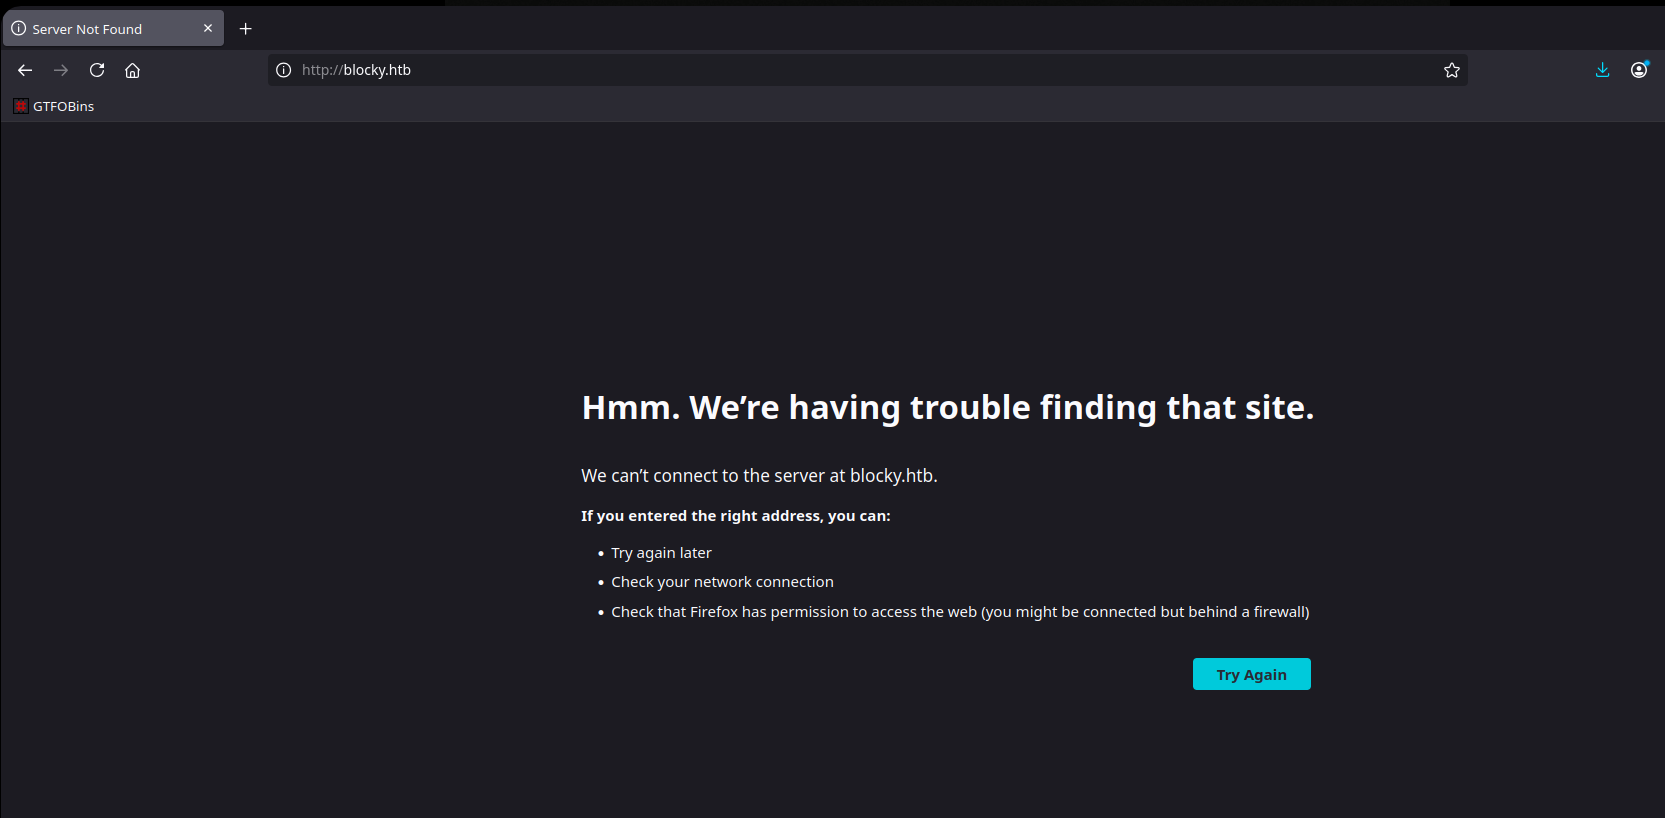 Server Not Found
http://blocky.htb
GTFOBins
Hmm. We’re having trouble finding that site.
We can’t connect to the server at blocky.htb.
If you entered the right address, you can:
• Try again later
• Check your network connection
• Check that Firefox has permission to access the web (you might be connected but behind a firewall)
Try Again